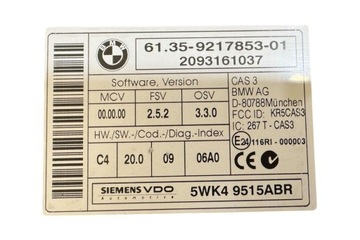 BMW
61.35-9217853-01
2093161037
Software, Version
MCV FSV OSV
00.00.00 2.5.2 3.3.0
HW./SW.-/Cod.-/Diag.-Index
C4 20.0 09 06A0
CAS 3
BMW AG
D-80788München
FCC ID: KR5CAS3
IC: 267 T - CAS3
E24 116RI - 000003
SIEMENS VDO
Automotive
5WK4 9515ABR